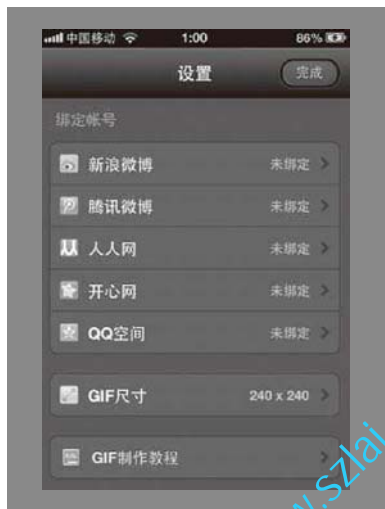 中国移动 1:00 86%
设置 完成
绑定帐号
新浪微博 未绑定
腾讯微博 未绑定
人人网 未绑定
开心网 未绑定
QQ空间 未绑定
GIF尺寸 240 x 240
GIF制作教程
w.szlai